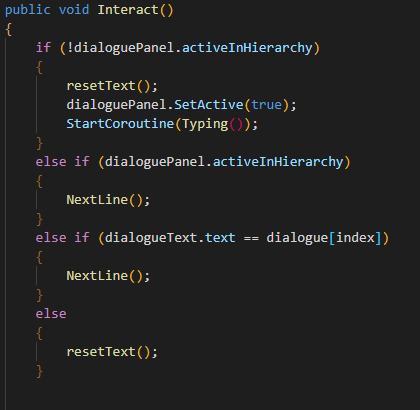 public void Interact()
{
if (!dialoguePanel.activeInHierarchy)
{
resetText();
dialoguePanel.SetActive(true);
StartCoroutine(Typing());
}
else if (dialoguePanel.activeInHierarchy)
{
NextLine();
}
else if (dialogueText.text == dialogue[index])
{
NextLine();
}
else
{
resetText();
}